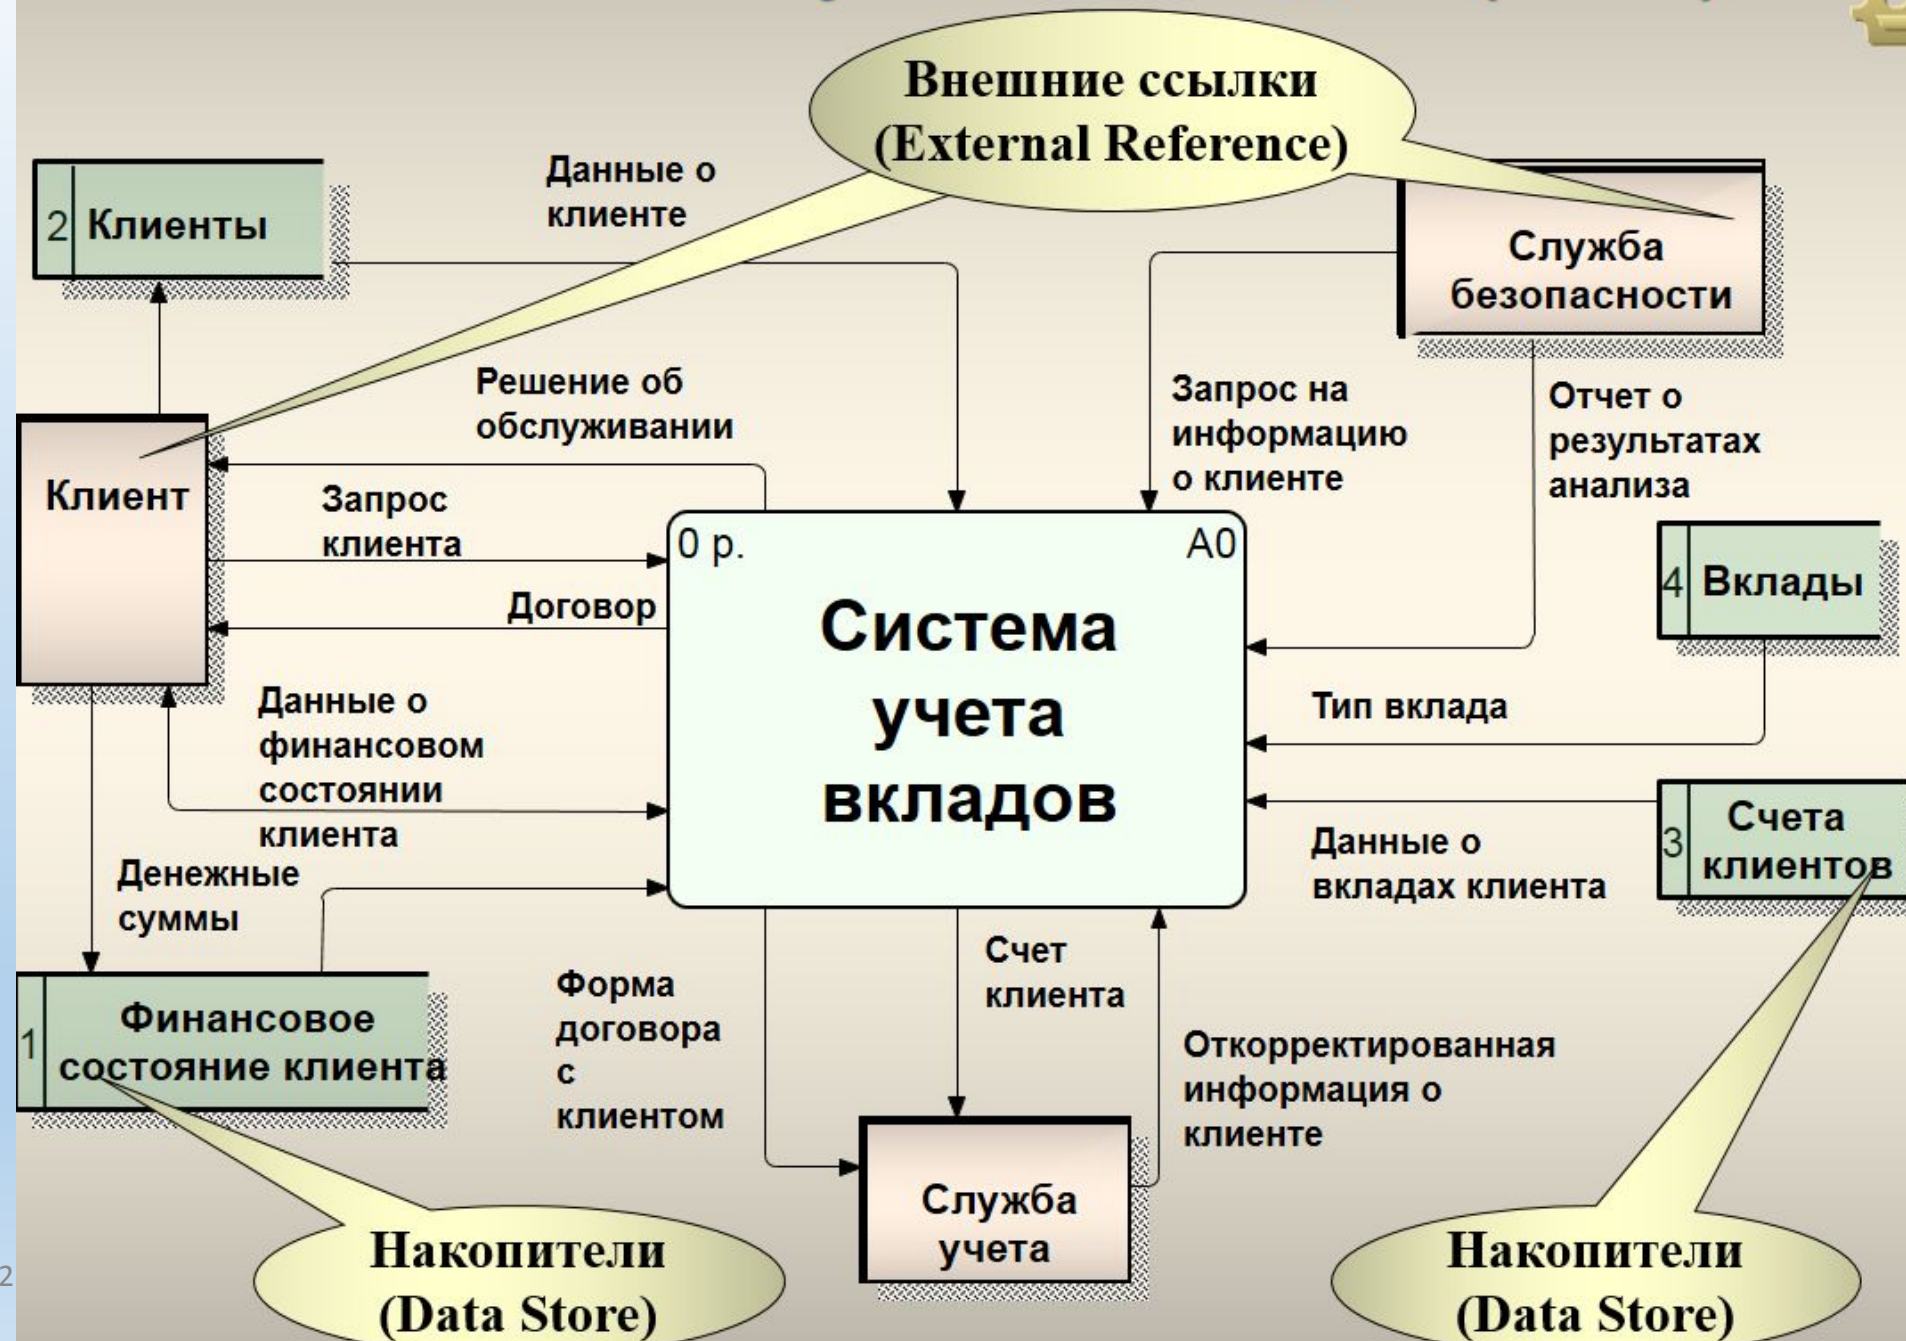 Внешние ссылки
(External Reference)
2
Клиенты
Данные о
клиенте
Служба
безопасности
Решение об
обслуживании
Запрос на
информацию
о клиенте
Отчет о
результатах
анализа
Клиент
Запрос
клиента
0 р.
A0
4
Вклады
Договор
Система
учета
вкладов
Данные о
финансовом
состоянии
клиента
Тип вклада
3
Счета
клиентов
Данные о
вкладах клиента
Денежные
суммы
1
Финансовое
состояние клиента
Форма
договора
с
клиентом
Счет
клиента
Откорректированная
информация о
клиенте
Служба
учета
Накопители
(Data Store)
Накопители
(Data Store)
2